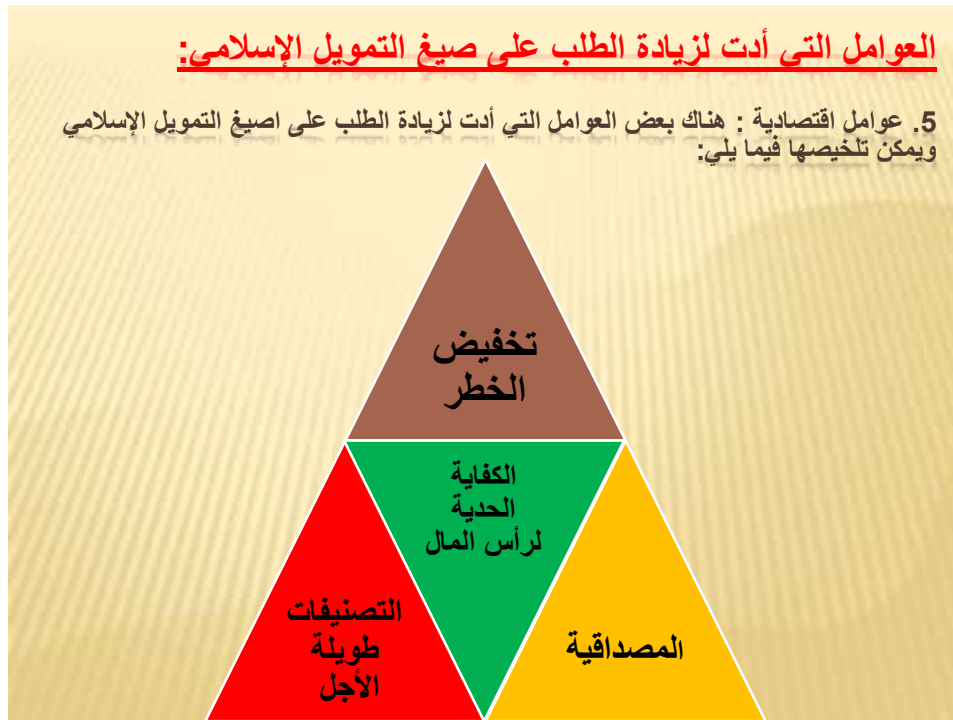 العوامل التي أدت لزيادة الطلب على صيغ التمويل الإسلامي:
5. عوامل اقتصادية : هناك بعض العوامل التي أدت لزيادة الطلب على اصيغ التمويل الإسلامي
ويمكن تلخيصها فيما يلي:
تخفيض
الخطر
الكفاية
الحدية
لرأس المال
المصداقية
التصنيفات
طويلة
الأجل